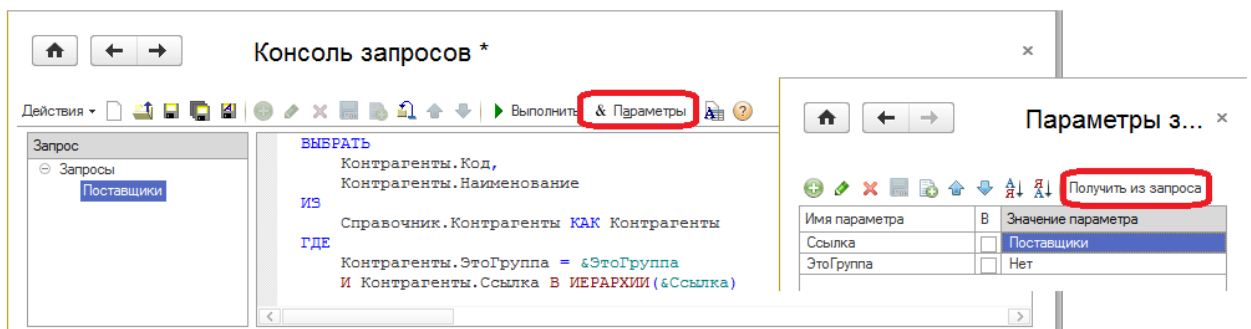 Консоль запросов *
Действия
Выполнить
& Параметры
Запрос
Запросы
Поставщики
ВЫБРАТЬ
Контрагенты.Код,
Контрагенты.Наименование
ИЗ
Справочник.Контрагенты КАК Контрагенты
ГДЕ
Контрагенты.ЭтоГруппа = &ЭтоГруппа
И Контрагенты.Ссылка В ИЕРАРХИИ(&Ссылка)
Параметры з...
Получить из запроса
Имя параметра В Значение параметра
Ссылка Поставщики
ЭтоГруппа Нет